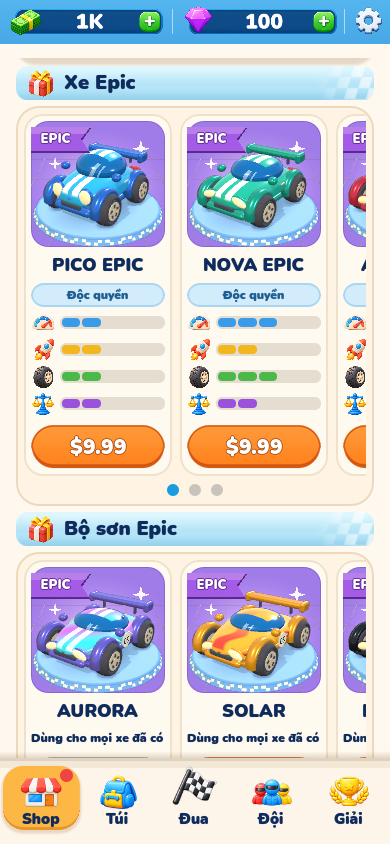 1K
100
Xe Epic
EPIC
EPIC
EPIC
PICO EPIC
NOVA EPIC
Độc quyền
Độc quyền
$9.99
$9.99
Bộ sơn Epic
EPIC
EPIC
EPIC
AURORA
SOLAR
Dùng cho mọi xe đã có
Dùng cho mọi xe đã có
Shop
Túi
Đua
Đội
Giải